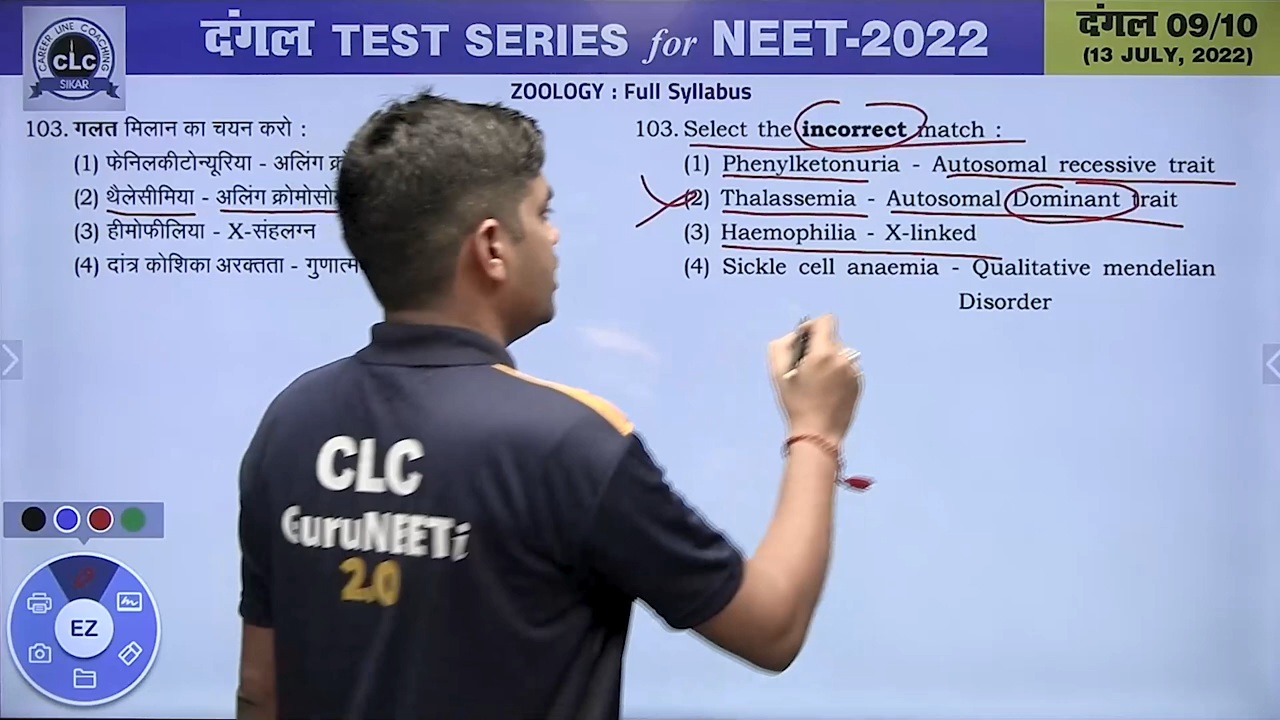 दंगल TEST SERIES for NEET-2022
दंगल 09/10
(13 JULY, 2022)
CAREER LINE COACHING
CLC
SIKAR
ZOOLOGY : Full Syllabus
103. गलत मिलान का चयन करो :
(1) फेनिलकीटोन्यूरिया - अलिंग
(2) थैलेसीमिया - अलिंग क्रोमोसो
(3) हीमोफीलिया - X-संहलग्न
(4) दांत्र कोशिका अरक्तता - गुणात्म
103. Select the incorrect match :
(1) Phenylketonuria - Autosomal recessive trait
(2) Thalassemia - Autosomal Dominant trait
(3) Haemophilia - X-linked
(4) Sickle cell anaemia - Qualitative mendelian
Disorder
CLC
GuruNEETi
2.0
EZ